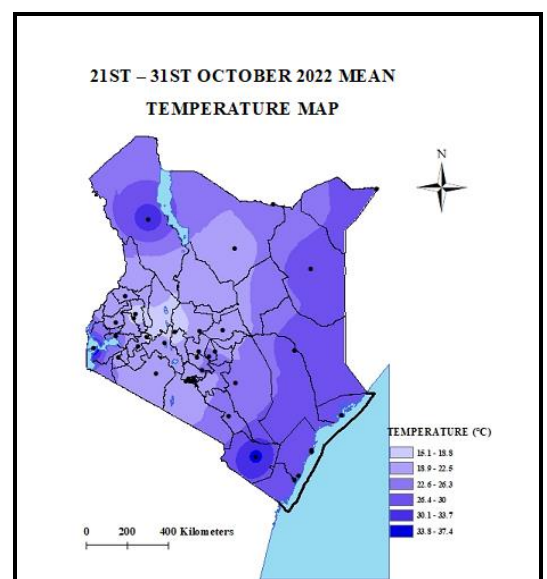 21ST – 31ST OCTOBER 2022 MEAN
TEMPERATURE MAP
N
TEMPERATURE (°C)
15.1 - 18.8
18.9 - 22.5
22.6 - 26.3
26.4 - 30
30.1 - 33.7
33.8 - 37.4
0 200 400 Kilometers